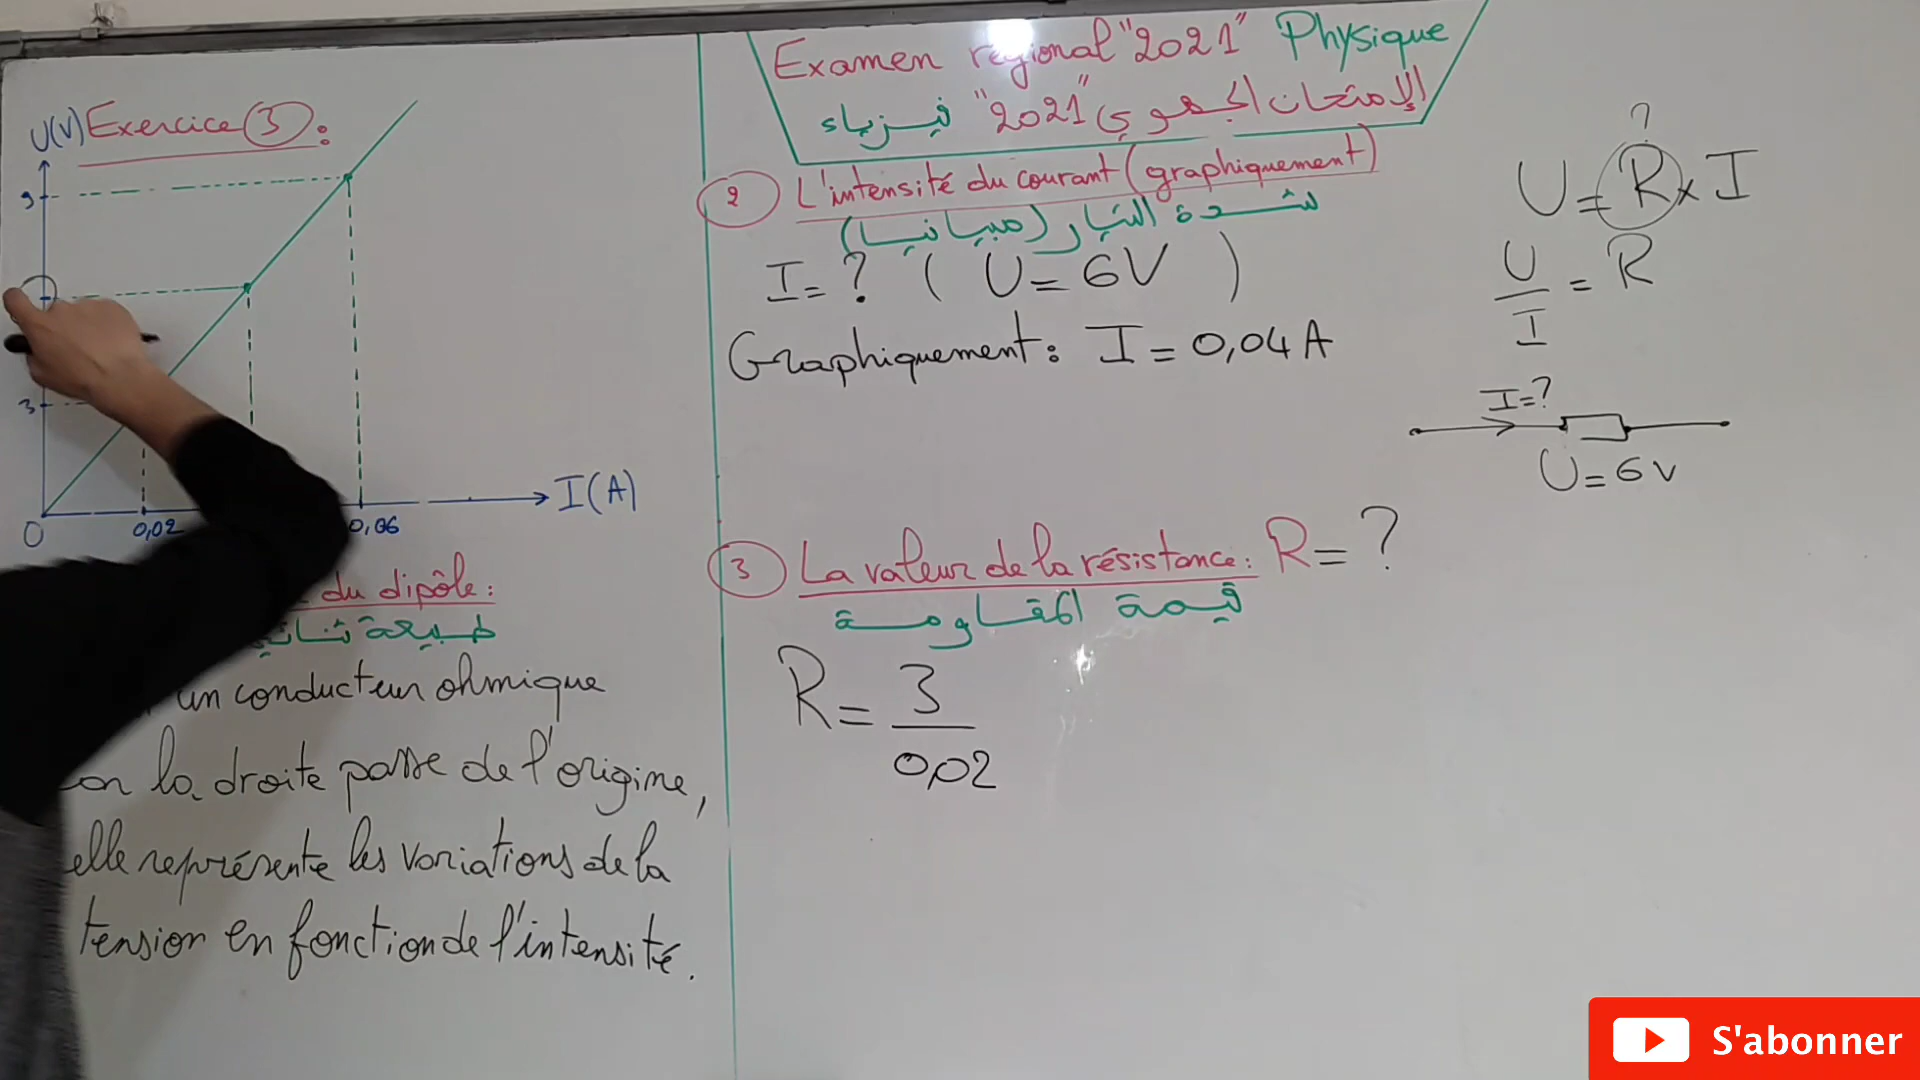 U(V) Exercice 3 :
9
3
0
0,02
0,06
I(A)
du dipôle :
un conducteur ohmique
la droite passe de l'origine,
elle représente les variations de la
tension en fonction de l'intensité.
Examen régional "2021" Physique
الإمتحان الجهوي "2021" فيزياء
2 L'intensité du courant (graphiquement)
شدة التيار (مبيانيا)
I = ? ( U = 6V )
Graphiquement : I = 0,04 A
3 La valeur de la résistance : R = ?
قيمة المقاومة
R = 3
0,02
?
U = R x I
U = R
I
I = ?
U = 6 V
S'abonner